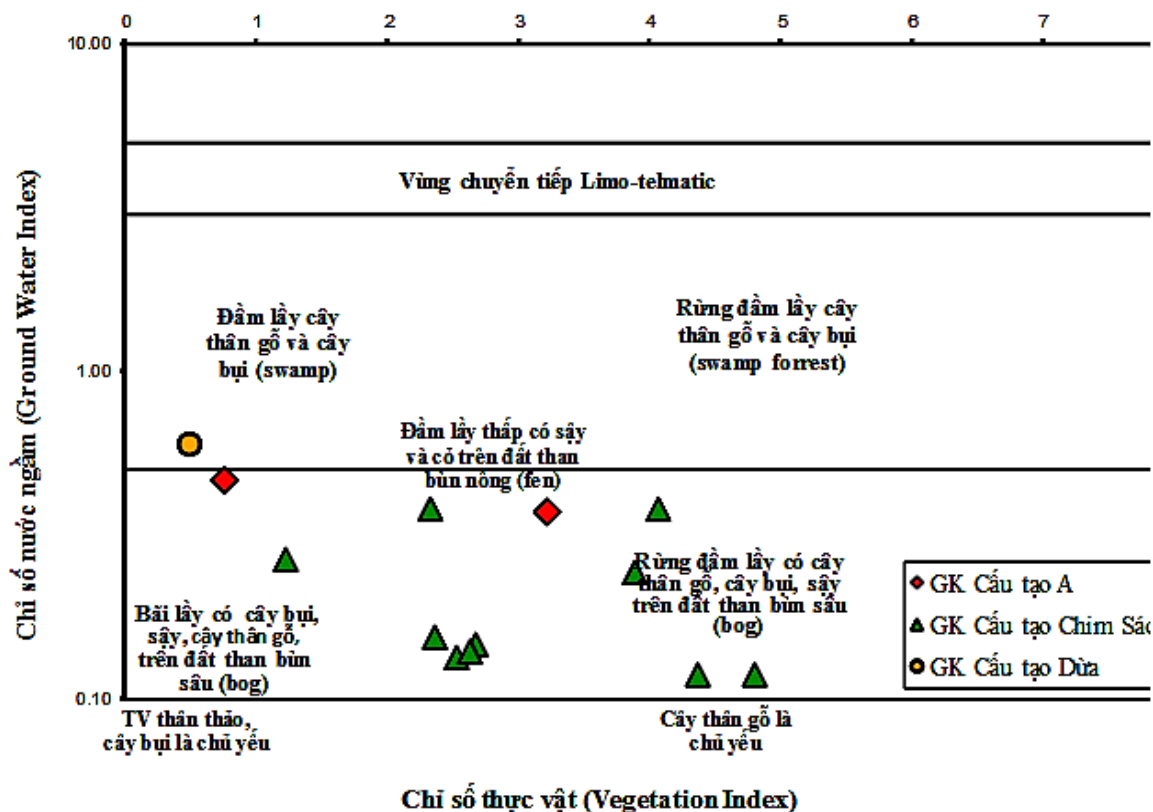 0 1 2 3 4 5 6 7
10.00
Vùng chuyển tiếp Limo-telmatic
Đầm lầy cây
thân gỗ và cây
bụi (swamp)
Rừng đầm lầy cây
thân gỗ và cây bụi
(swamp forrest)
1.00
Đầm lầy thấp có sậy
và cỏ trên đất than
bùn nông (fen)
Rừng đầm lầy có cây
thân gỗ, cây bụi, sậy
trên đất than bùn sâu
(bog)
Bãi lầy có cây bụi,
sậy, cây thân gỗ,
trên đất than bùn
sâu (bog)
GK Cấu tạo A
GK Cấu tạo Chim Sáo
GK Cấu tạo Dừa
0.10
TV thân thảo,
cây bụi là chủ yếu
Cây thân gỗ là
chủ yếu
Chỉ số thực vật (Vegetation Index)
Chỉ số nước ngầm (Ground Water Index)